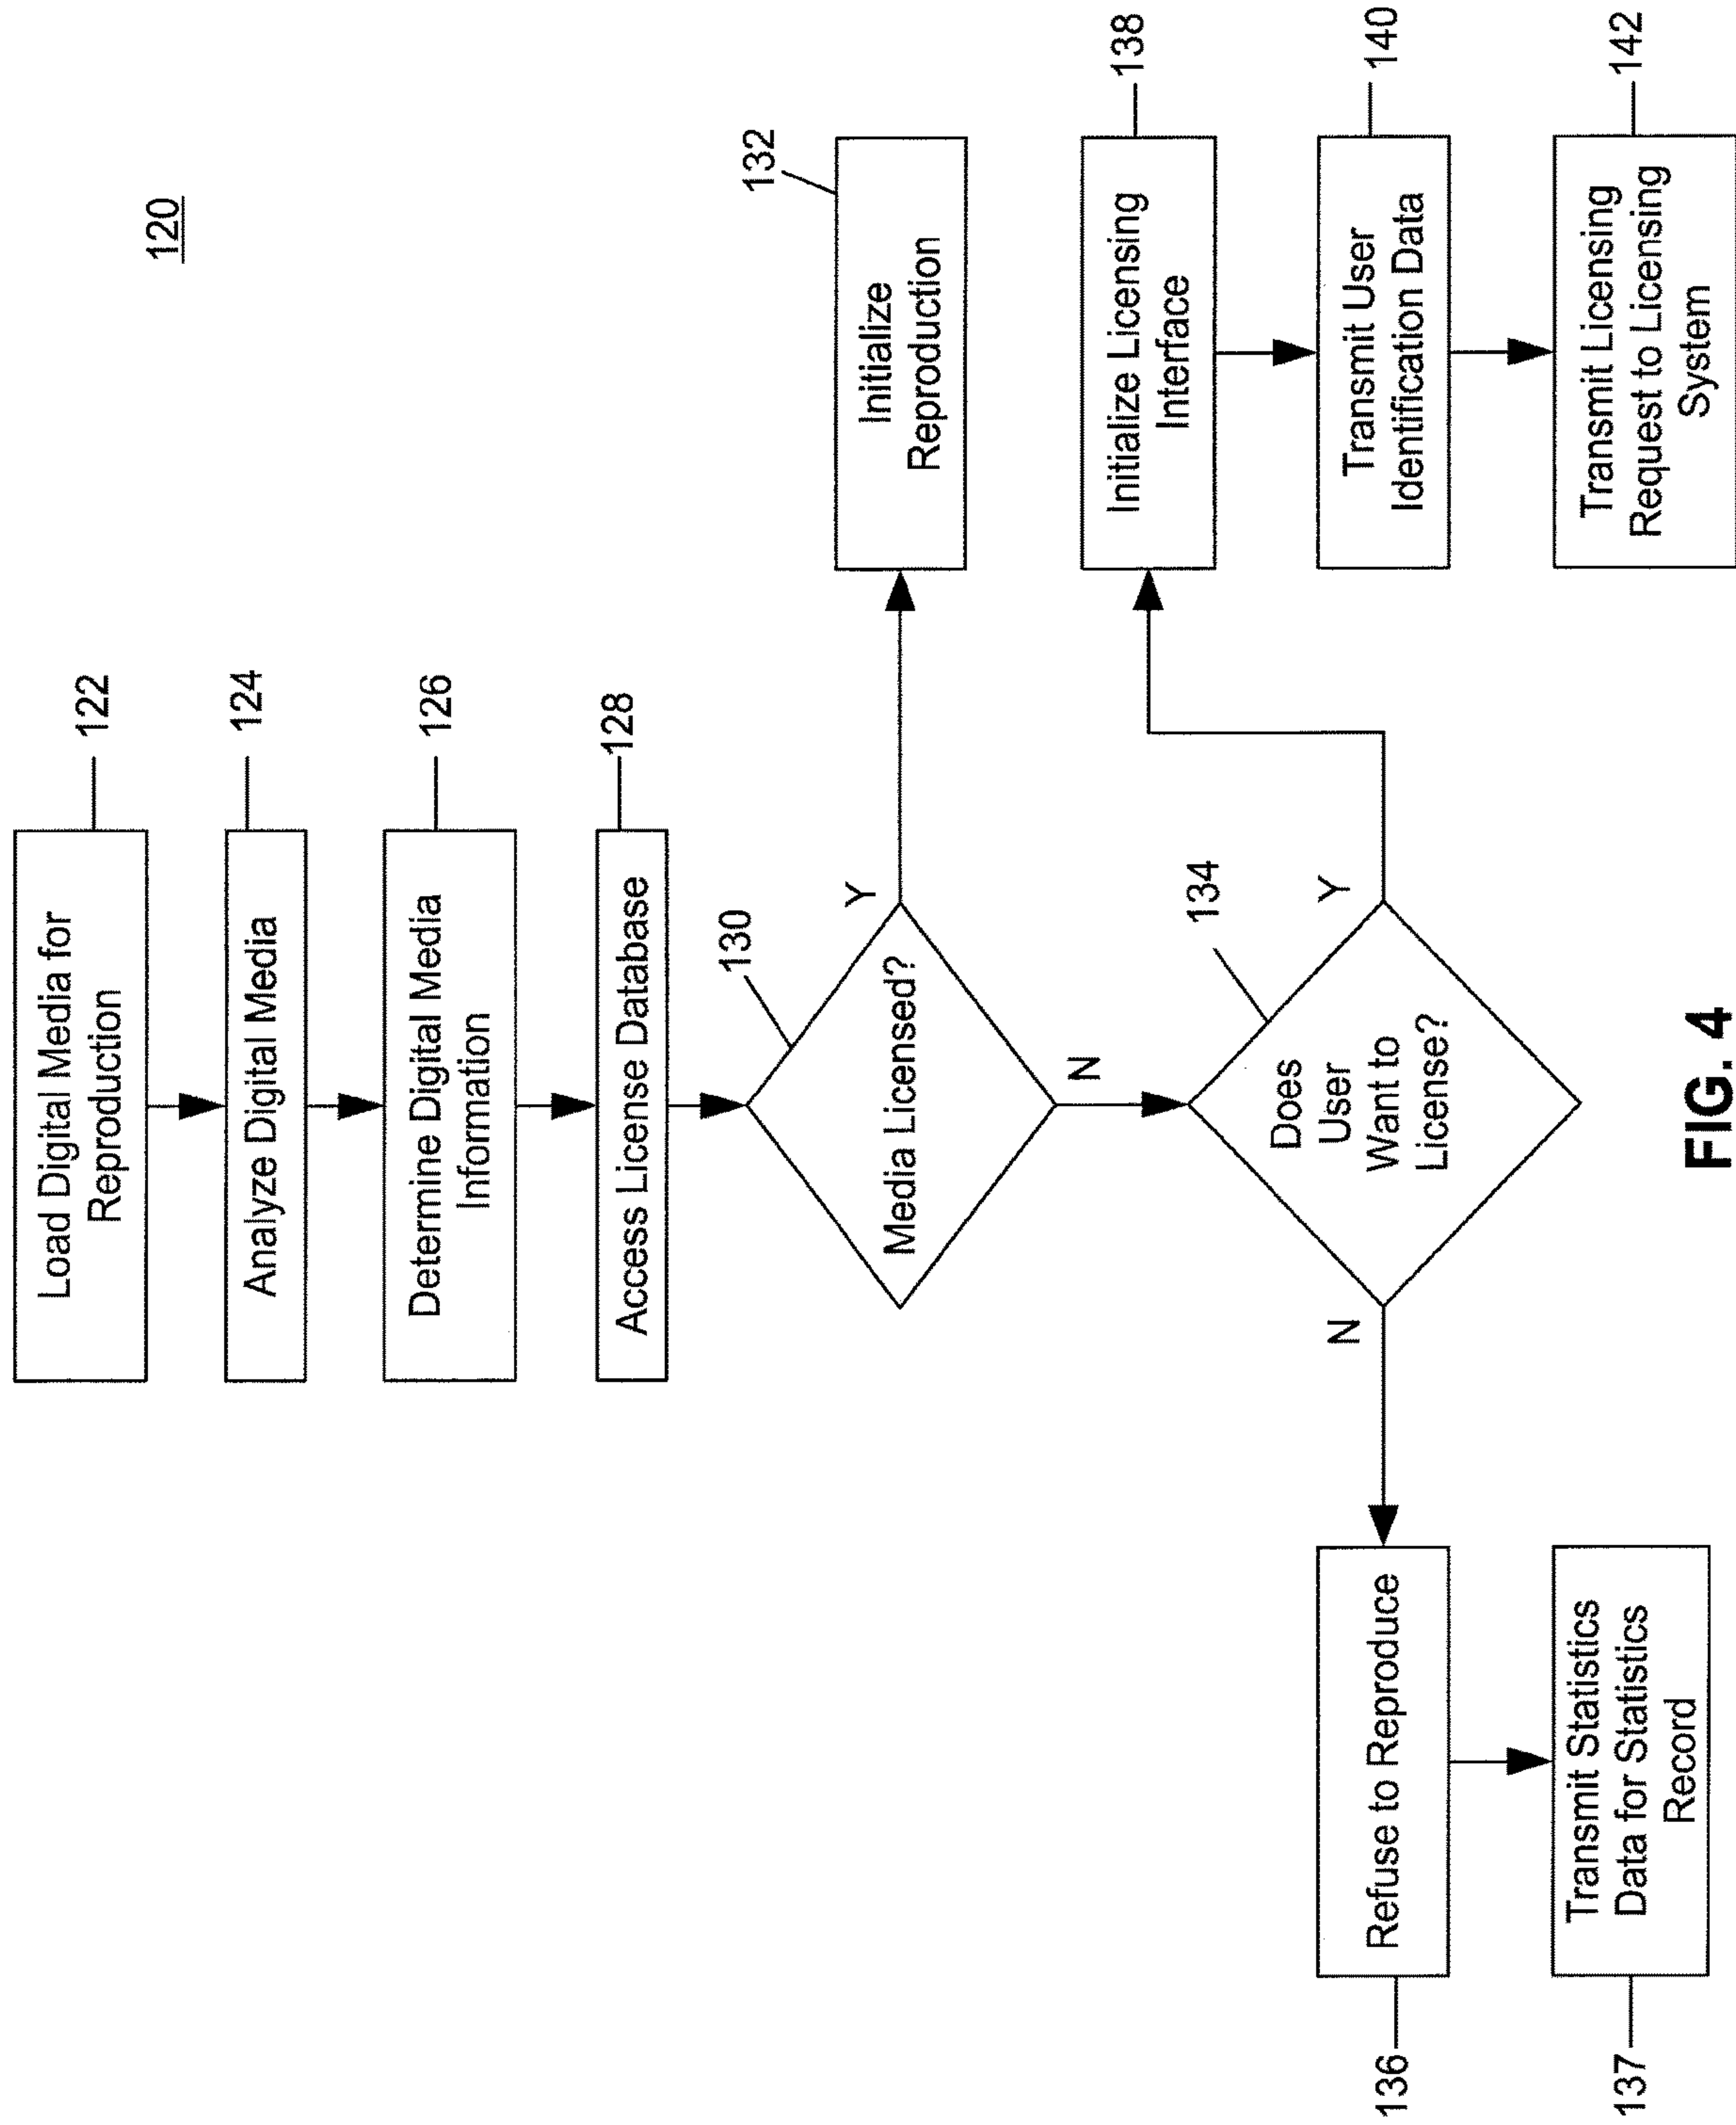 120
Load Digital Media for
Reproduction
122
Analyze Digital Media
124
Determine Digital Media
Information
126
Access License Database
128
Media Licensed?
130
Y
N
Initialize
Reproduction
132
Does
User
Want to
License?
134
Y
N
Initialize Licensing
Interface
138
Transmit User
Identification Data
140
Transmit Licensing
Request to Licensing
System
142
Refuse to Reproduce
136
Transmit Statistics
Data for Statistics
Record
137
FIG. 4